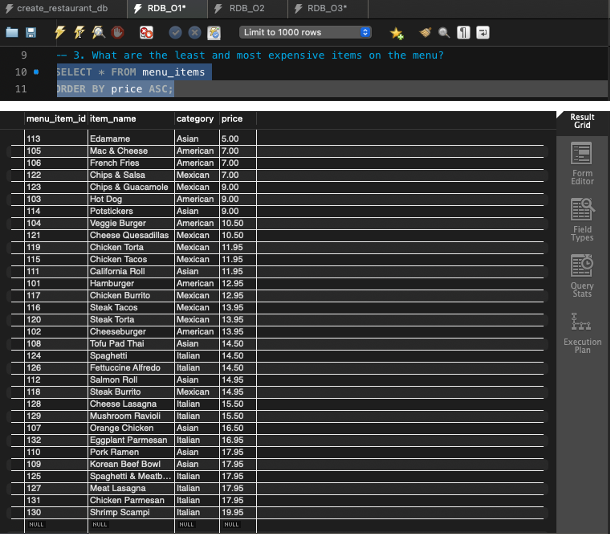 create_restaurant_db RDB_O1* RDB_O2 RDB_O3*
Limit to 1000 rows
9 -- 3. What are the least and most expensive items on the menu?
10 SELECT * FROM menu_items
11 ORDER BY price ASC;
menu_item_id item_name category price
113 Edamame Asian 5.00
105 Mac & Cheese American 7.00
106 French Fries American 7.00
122 Chips & Salsa Mexican 7.00
123 Chips & Guacamole Mexican 9.00
103 Hot Dog American 9.00
114 Potstickers Asian 9.00
104 Veggie Burger American 10.50
121 Cheese Quesadillas Mexican 10.50
119 Chicken Torta Mexican 11.95
115 Chicken Tacos Mexican 11.95
111 California Roll Asian 11.95
101 Hamburger American 12.95
117 Chicken Burrito Mexican 12.95
116 Steak Tacos Mexican 13.95
120 Steak Torta Mexican 13.95
102 Cheeseburger American 13.95
108 Tofu Pad Thai Asian 14.50
124 Spaghetti Italian 14.50
126 Fettuccine Alfredo Italian 14.50
112 Salmon Roll Asian 14.95
118 Steak Burrito Mexican 14.95
128 Cheese Lasagna Italian 15.50
129 Mushroom Ravioli Italian 15.50
107 Orange Chicken Asian 16.50
132 Eggplant Parmesan Italian 16.95
110 Pork Ramen Asian 17.95
109 Korean Beef Bowl Asian 17.95
125 Spaghetti & Meatb... Italian 17.95
127 Meat Lasagna Italian 17.95
131 Chicken Parmesan Italian 17.95
130 Shrimp Scampi Italian 19.95
NULL NULL NULL NULL
Result
Grid
Form
Editor
Field
Types
Query
Stats
Execution
Plan